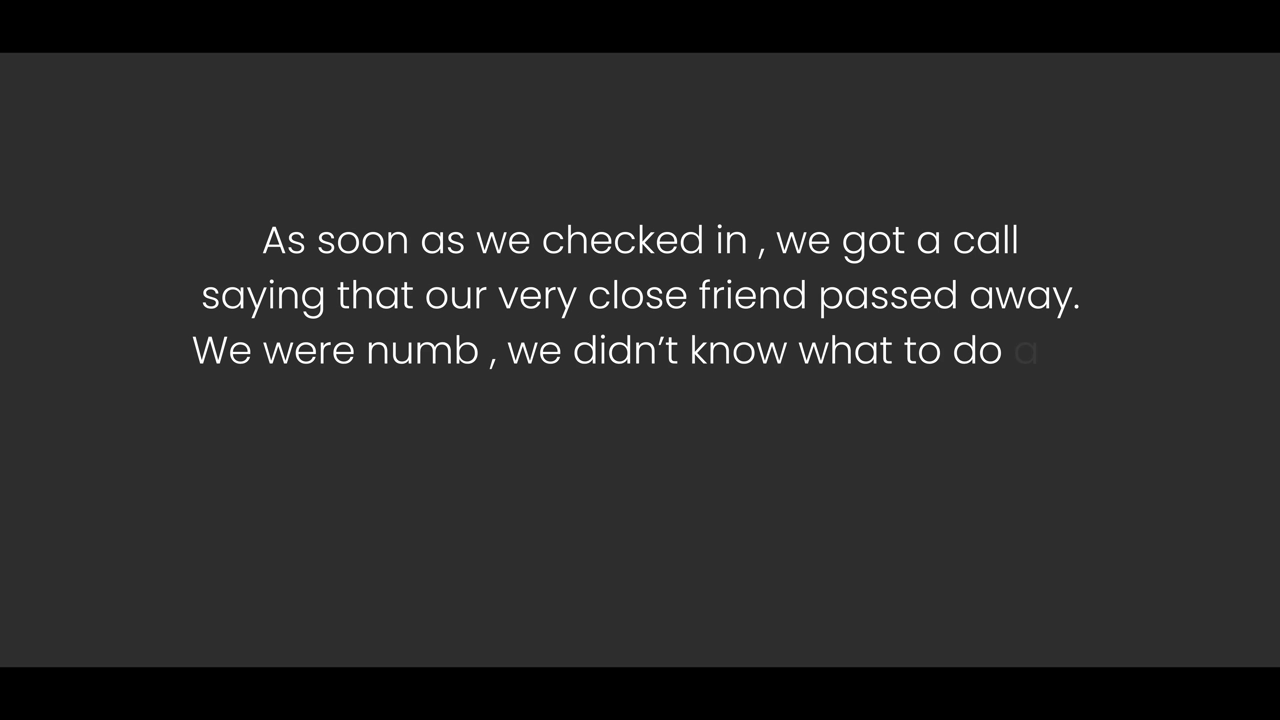 As soon as we checked in , we got a call
saying that our very close friend passed away.
We were numb , we didn’t know what to do a